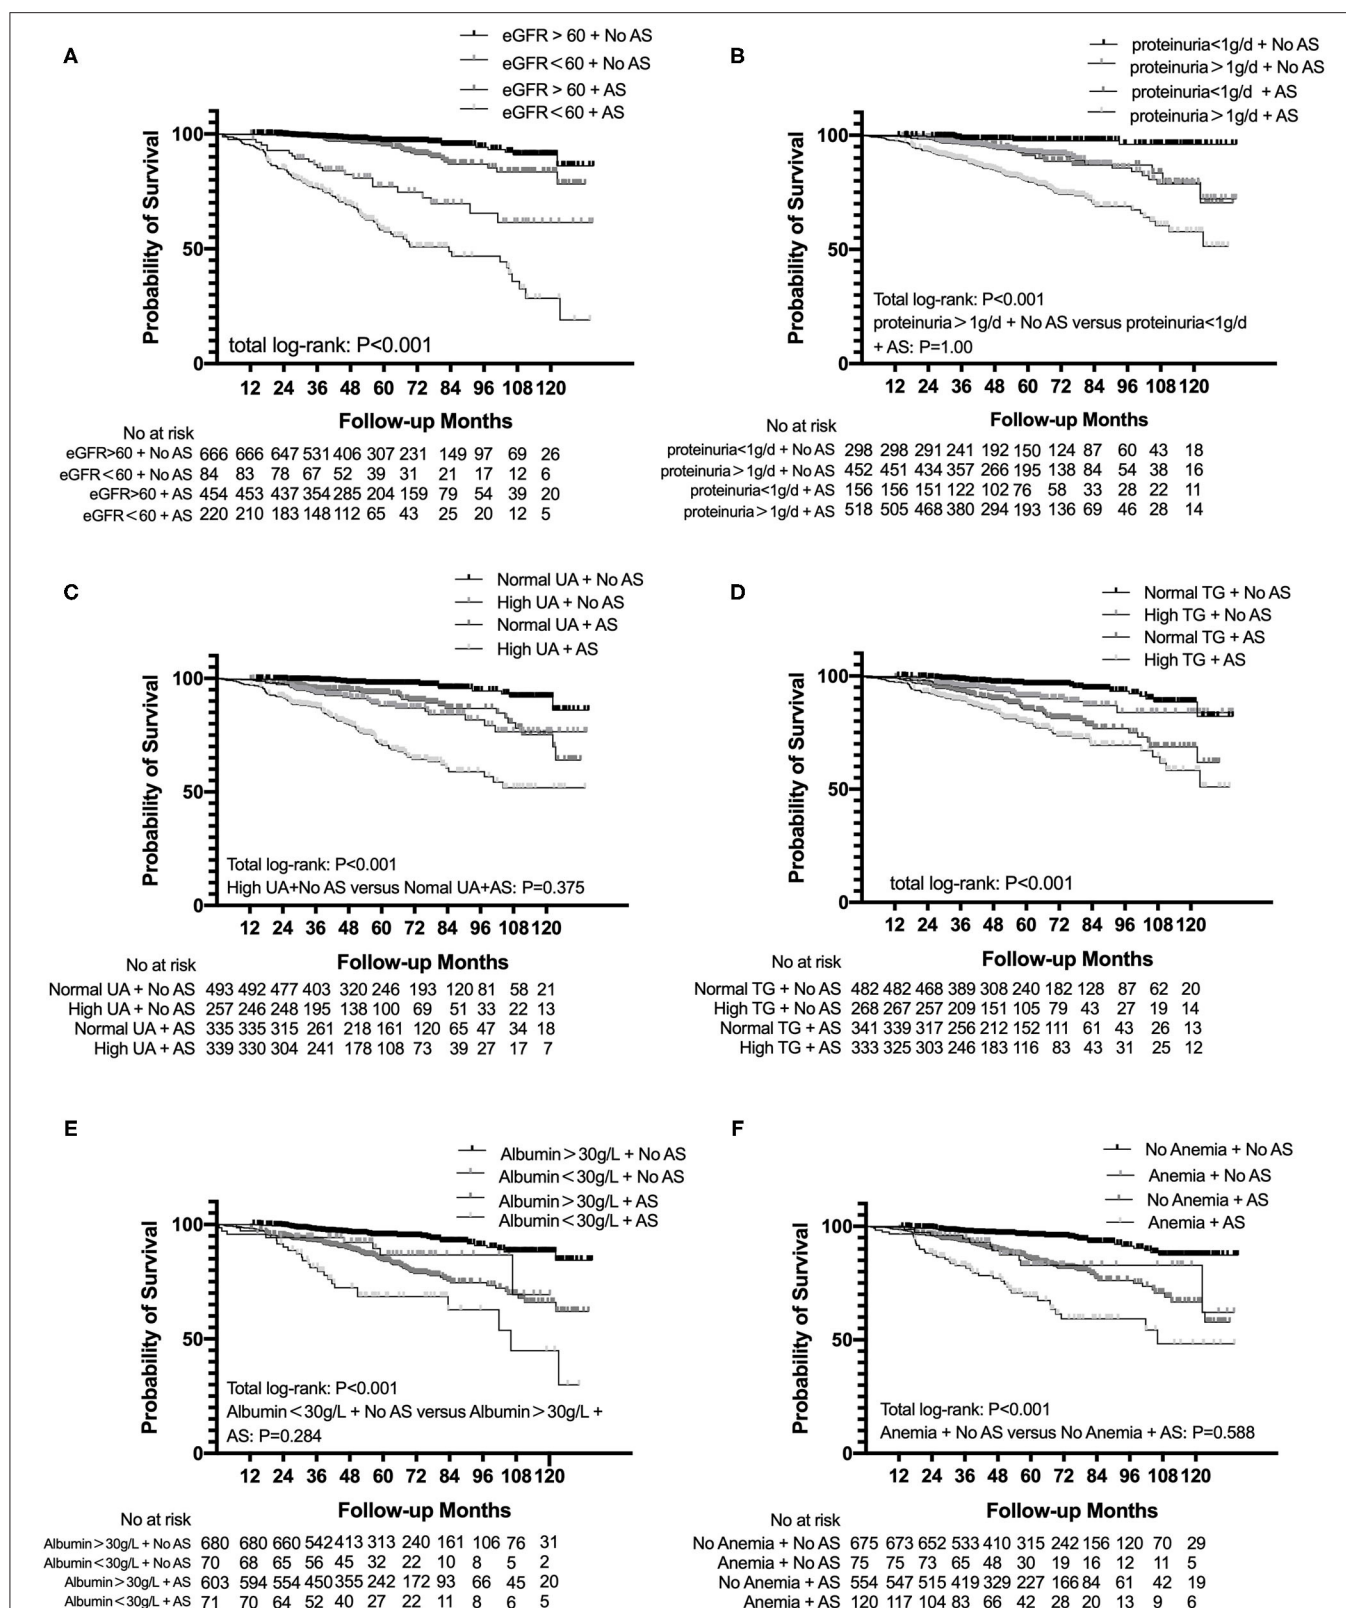 A
eGFR > 60 + No AS
eGFR < 60 + No AS
eGFR > 60 + AS
eGFR < 60 + AS
Probability of Survival
100
50
0
total log-rank: P<0.001
12 24 36 48 60 72 84 96 108 120
Follow-up Months
No at risk
eGFR>60 + No AS 666 666 647 531 406 307 231 149 97 69 26
eGFR<60 + No AS 84 83 78 67 52 39 31 21 17 12 6
eGFR>60 + AS 454 453 437 354 285 204 159 79 54 39 20
eGFR<60 + AS 220 210 183 148 112 65 43 25 20 12 5
B
proteinuria<1g/d + No AS
proteinuria>1g/d + No AS
proteinuria<1g/d + AS
proteinuria>1g/d + AS
Probability of Survival
100
50
0
Total log-rank: P<0.001
proteinuria>1g/d + No AS versus proteinuria<1g/d
+ AS: P=1.00
12 24 36 48 60 72 84 96 108 120
Follow-up Months
No at risk
proteinuria<1g/d + No AS 298 298 291 241 192 150 124 87 60 43 18
proteinuria>1g/d + No AS 452 451 434 357 266 195 138 84 54 38 16
proteinuria<1g/d + AS 156 156 151 122 102 76 58 33 28 22 11
proteinuria>1g/d + AS 518 505 468 380 294 193 136 69 46 28 14
C
Normal UA + No AS
High UA + No AS
Normal UA + AS
High UA + AS
Probability of Survival
100
50
0
Total log-rank: P<0.001
High UA+No AS versus Nomal UA+AS: P=0.375
12 24 36 48 60 72 84 96 108 120
Follow-up Months
No at risk
Normal UA + No AS 493 492 477 403 320 246 193 120 81 58 21
High UA + No AS 257 246 248 195 138 100 69 51 33 22 13
Normal UA + AS 335 335 315 261 218 161 120 65 47 34 18
High UA + AS 339 330 304 241 178 108 73 39 27 17 7
D
Normal TG + No AS
High TG + No AS
Normal TG + AS
High TG + AS
Probability of Survival
100
50
0
total log-rank: P<0.001
12 24 36 48 60 72 84 96 108 120
Follow-up Months
No at risk
Normal TG + No AS 482 482 468 389 308 240 182 128 87 62 20
High TG + No AS 268 267 257 209 151 105 79 43 27 19 14
Normal TG + AS 341 339 317 256 212 152 111 61 43 26 13
High TG + AS 333 325 303 246 183 116 83 43 31 25 12
E
Albumin>30g/L + No AS
Albumin<30g/L + No AS
Albumin>30g/L + AS
Albumin<30g/L + AS
Probability of Survival
100
50
0
Total log-rank: P<0.001
Albumin<30g/L + No AS versus Albumin>30g/L +
AS: P=0.284
12 24 36 48 60 72 84 96 108 120
Follow-up Months
No at risk
Albumin>30g/L + No AS 680 680 660 542 413 313 240 161 106 76 31
Albumin<30g/L + No AS 70 68 65 56 45 32 22 10 8 5 2
Albumin>30g/L + AS 603 594 554 450 355 242 172 93 66 45 20
Albumin<30g/L + AS 71 70 64 52 40 27 22 11 8 6 5
F
No Anemia + No AS
Anemia + No AS
No Anemia + AS
Anemia + AS
Probability of Survival
100
50
0
Total log-rank: P<0.001
Anemia + No AS versus No Anemia + AS: P=0.588
12 24 36 48 60 72 84 96 108 120
Follow-up Months
No at risk
No Anemia + No AS 675 673 652 533 410 315 242 156 120 70 29
Anemia + No AS 75 75 73 65 48 30 19 16 12 11 5
No Anemia + AS 554 547 515 419 329 227 166 84 61 42 19
Anemia + AS 120 117 104 83 66 42 28 20 13 9 6